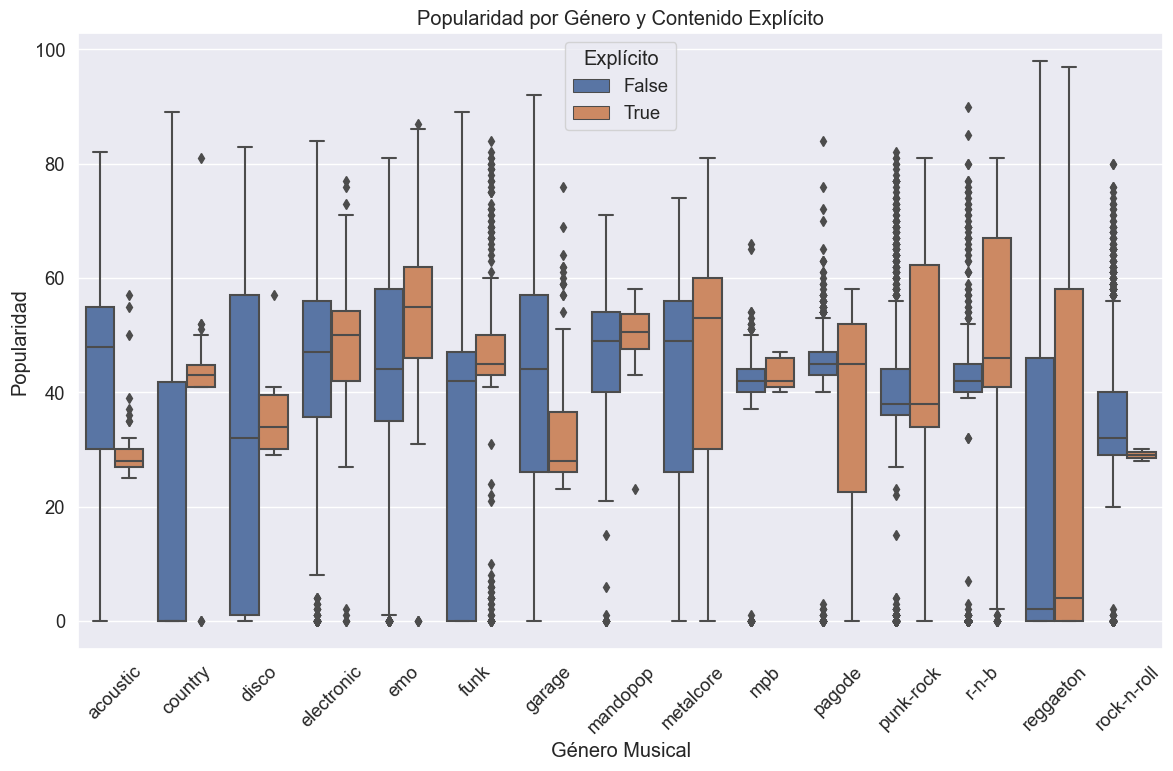 Popularidad por Género y Contenido Explícito
Explícito
False
True
Popularidad
100
80
60
40
20
0
acoustic
country
disco
electronic
emo
funk
garage
mandopop
metalcore
mpb
pagode
punk-rock
r-n-b
reggaeton
rock-n-roll
Género Musical